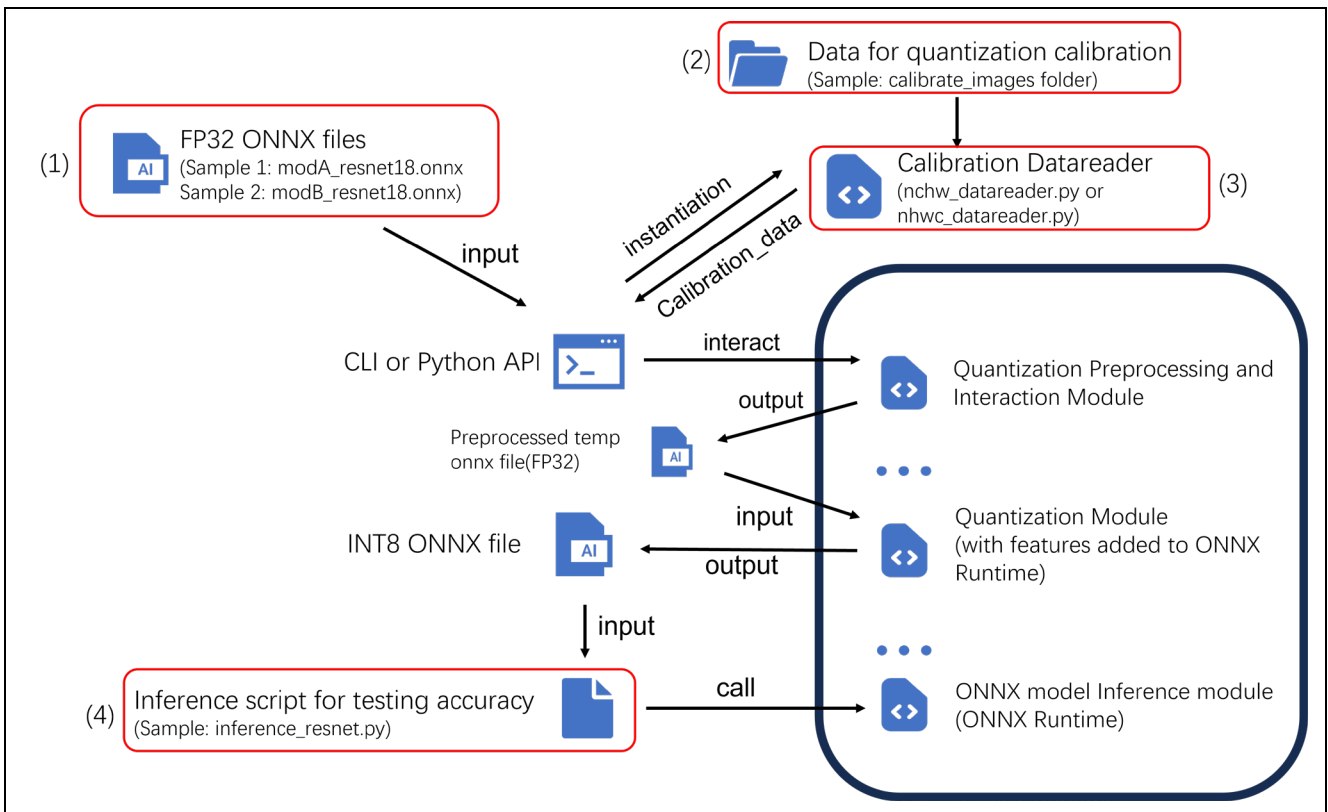 (2)
Data for quantization calibration
(Sample: calibrate_images folder)
(1)
FP32 ONNX files
(Sample 1: modA_resnet18.onnx
Sample 2: modB_resnet18.onnx)
AI
Calibration Datareader
(nchw_datareader.py or
nhwc_datareader.py)
(3)
input
instantiation
Calibration_data
CLI or Python API
interact
Quantization Preprocessing and
Interaction Module
output
Preprocessed temp
onnx file(FP32)
AI
input
Quantization Module
(with features added to ONNX
Runtime)
INT8 ONNX file
AI
output
input
(4)
Inference script for testing accuracy
(Sample: inference_resnet.py)
call
ONNX model Inference module
(ONNX Runtime)